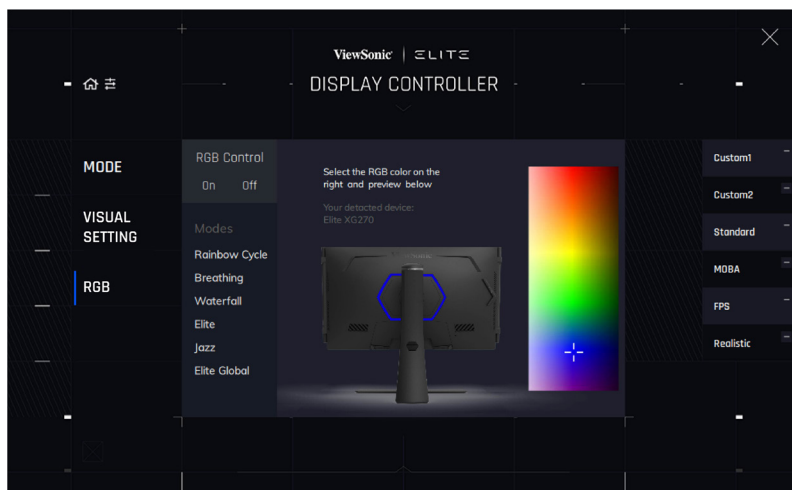 ViewSonic ELITE
DISPLAY CONTROLLER
MODE
VISUAL
SETTING
RGB
RGB Control
On Off
Modes
Rainbow Cycle
Breathing
Waterfall
Elite
Jazz
Elite Global
Select the RGB color on the
right and preview below
Your detacted device:
Elite XG270
Custom1
Custom2
Standard
MOBA
FPS
Realistic